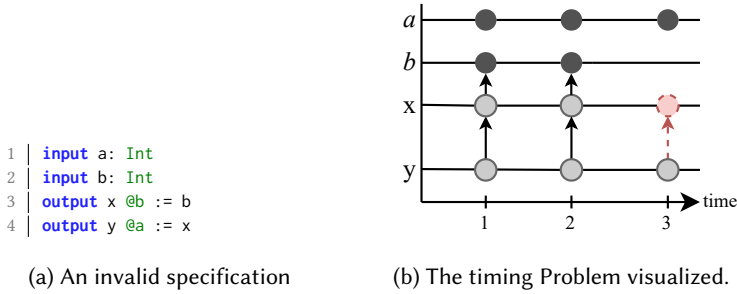 a
b
x
y
time
1 2 3
1 input a: Int
2 input b: Int
3 output x @b := b
4 output y @a := x
(a) An invalid specification
(b) The timing Problem visualized.